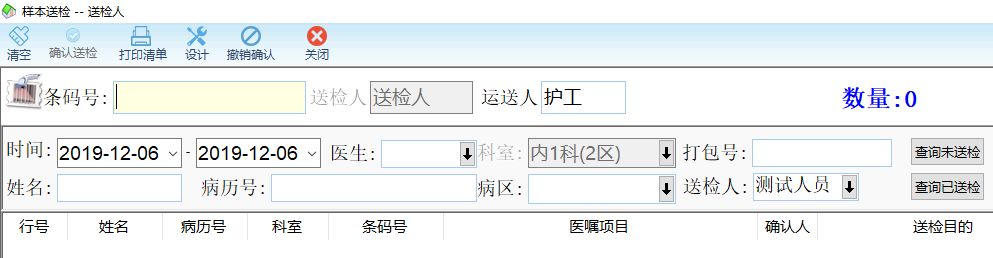 样本送检 -- 送检人
清空 确认送检 打印清单 设计 撤销确认 关闭
条码号: 送检人 送检人 运送人 护工 数量:0
时间: 2019-12-06 - 2019-12-06 医生: 科室: 内1科(2区) 打包号: 查询未送检
姓名: 病历号: 病区: 送检人: 测试人员 查询已送检
行号 姓名 病历号 科室 条码号 医嘱项目 确认人 送检目的